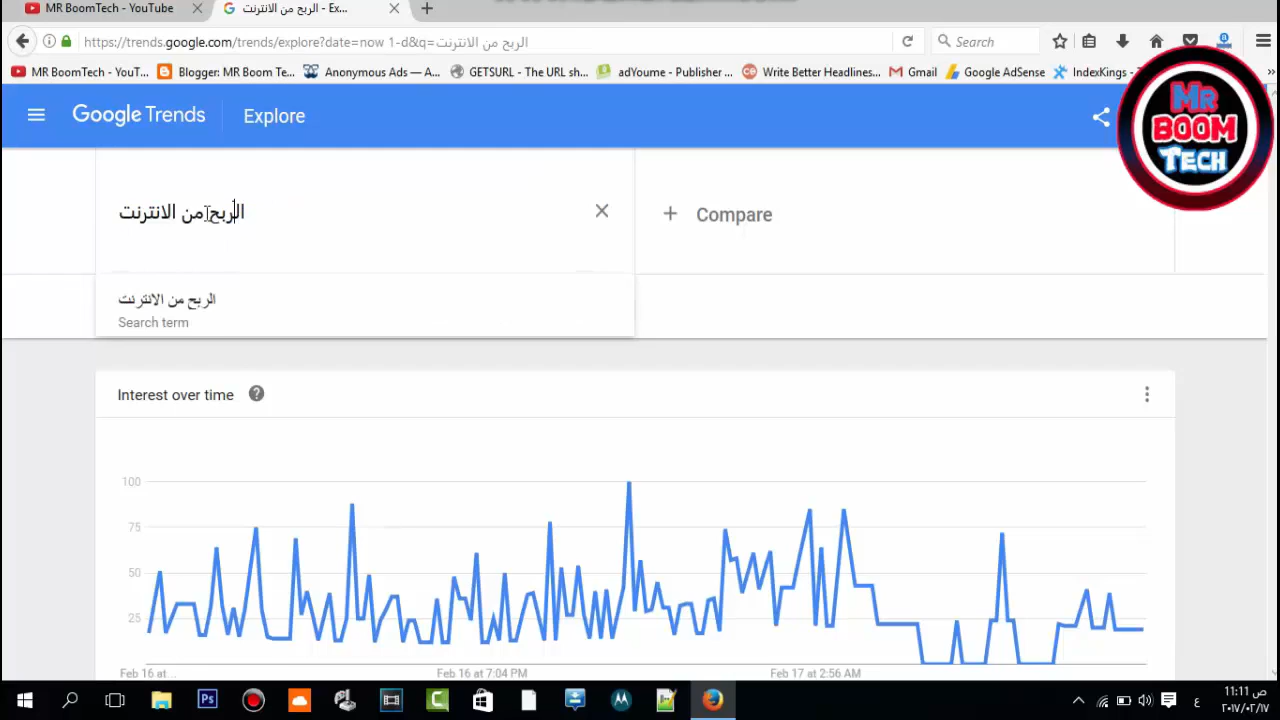 MR BoomTech - YouTube
الربح من الانترنت - Ex...
https://trends.google.com/trends/explore?date=now 1-d&q=الربح من الانترنت
Search
MR BoomTech - YouT...
Blogger: MR Boom Te...
Anonymous Ads — A...
GETSURL - The URL sh...
adYoume - Publisher ...
Write Better Headlines...
Gmail
Google AdSense
IndexKings - T
Google Trends
Explore
MR
BOOM
TECH
الربح من الانترنت
Compare
الربح من الانترنت
Search term
Interest over time
100
75
50
25
Feb 16 at...
Feb 16 at 7:04 PM
Feb 17 at 2:56 AM
Ps
ع
11:11 ص
٢٠١٧/٠٢/١٧